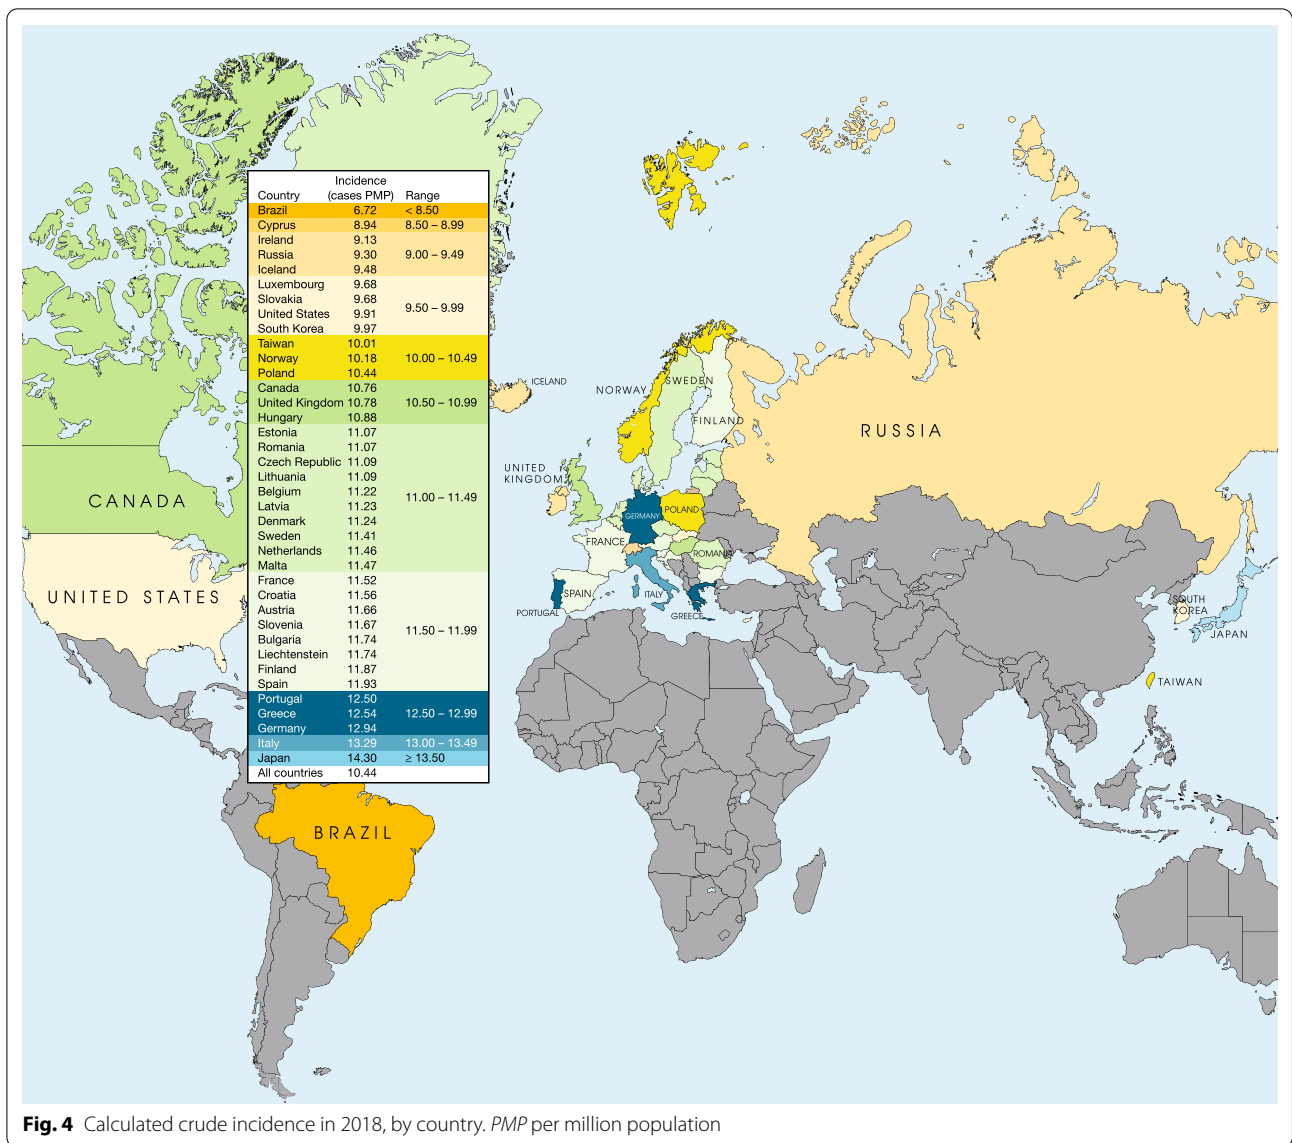 Incidence
Country (cases PMP) Range
Brazil 6.72 < 8.50
Cyprus 8.94 8.50 – 8.99
Ireland 9.13
Russia 9.30 9.00 – 9.49
Iceland 9.48
Luxembourg 9.68
Slovakia 9.68
9.50 – 9.99
United States 9.91
South Korea 9.97
Taiwan 10.01
Norway 10.18 10.00 – 10.49
Poland 10.44
Canada 10.76
United Kingdom 10.78 10.50 – 10.99
Hungary 10.88
Estonia 11.07
Romania 11.07
Czech Republic 11.09
Lithuania 11.09
Belgium 11.22 11.00 – 11.49
Latvia 11.23
Denmark 11.24
Sweden 11.41
Netherlands 11.46
Malta 11.47
France 11.52
Croatia 11.56
Austria 11.66
Slovenia 11.67 11.50 – 11.99
Bulgaria 11.74
Liechtenstein 11.74
Finland 11.87
Spain 11.93
Portugal 12.50
Greece 12.54 12.50 – 12.99
Germany 12.94
Italy 13.29 13.00 – 13.49
Japan 14.30 ≥ 13.50
All countries 10.44
ICELAND
NORWAY
SWEDEN
FINLAND
RUSSIA
UNITED
KINGDOM
CANADA
GERMANY
POLAND
FRANCE
ROMANIA
UNITED STATES
SPAIN
ITALY
PORTUGAL
GREECE
SOUTH
KOREA
JAPAN
TAIWAN
BRAZIL
Fig. 4 Calculated crude incidence in 2018, by country. PMP per million population